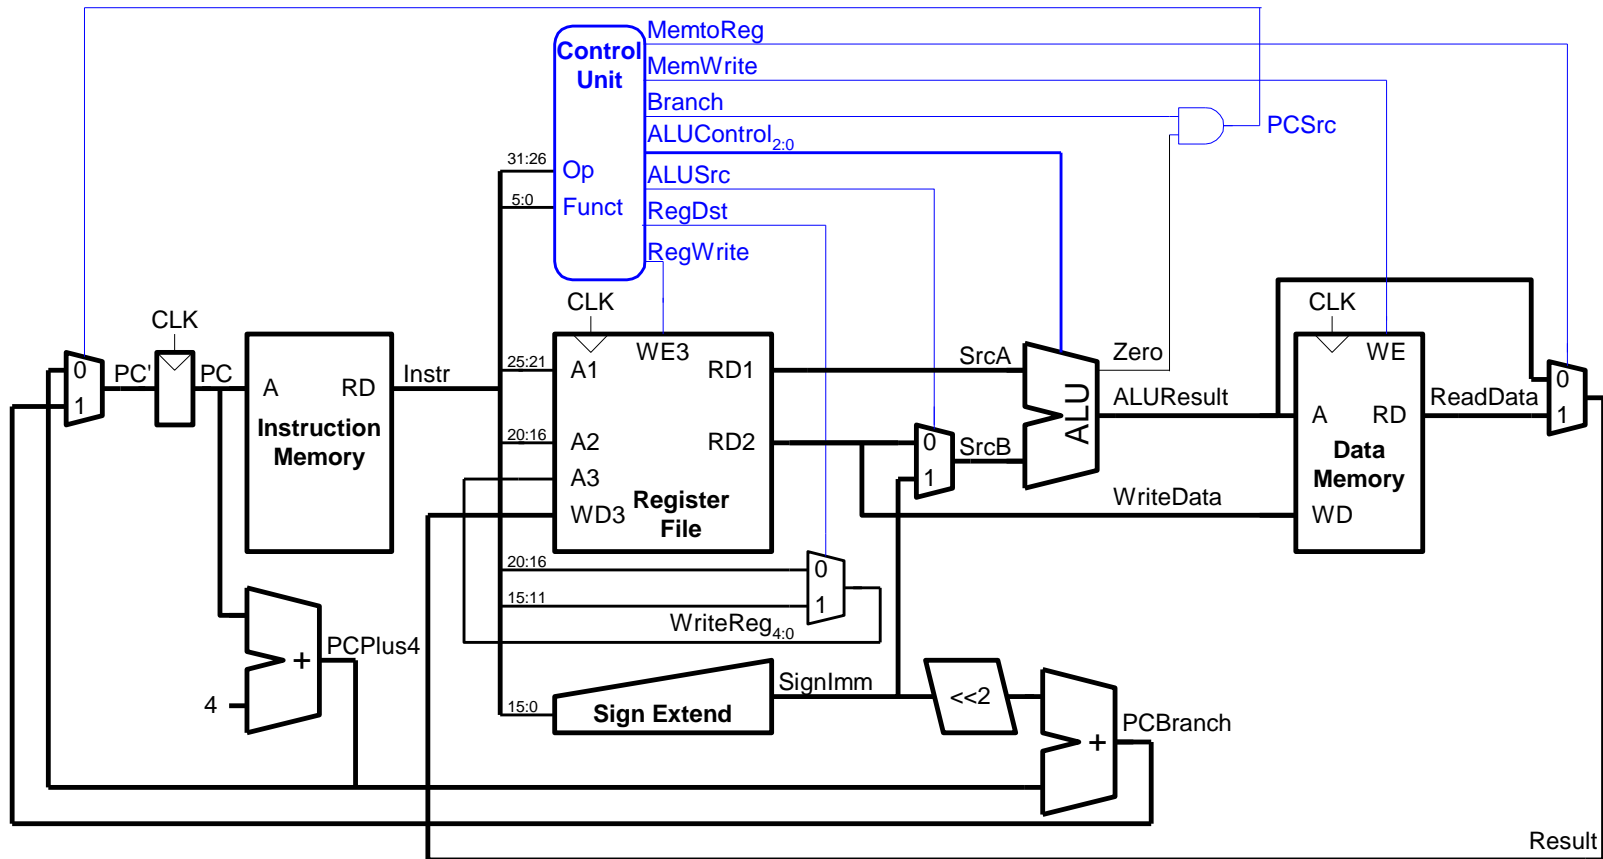 MemtoReg
Control
Unit
MemWrite
Branch
ALUControl2:0
PCSrc
31:26
Op
ALUSrc
5:0
Funct
RegDst
RegWrite
CLK
CLK
CLK
WE3
WE
0
1
PC'
PC
A
RD
Instr
Instruction
Memory
25:21
A1
RD1
SrcA
Zero
ALU
ALUResult
A
RD
ReadData
0
1
20:16
A2
RD2
0
1
SrcB
Data
Memory
A3
Register
File
WD3
WriteData
WD
20:16
0
15:11
1
WriteReg4:0
PCPlus4
+
4
SignImm
15:0
Sign Extend
<<2
PCBranch
+
Result